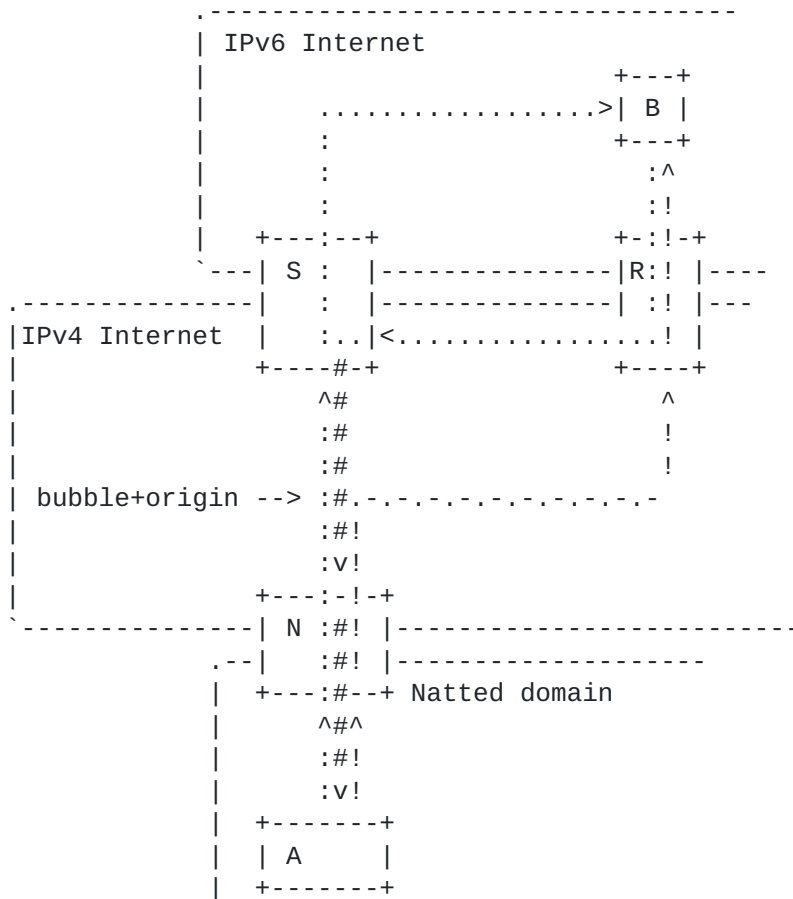 IPv6 Internet
B
S
R
IPv4 Internet
bubble+origin -->
N
Natted domain
A